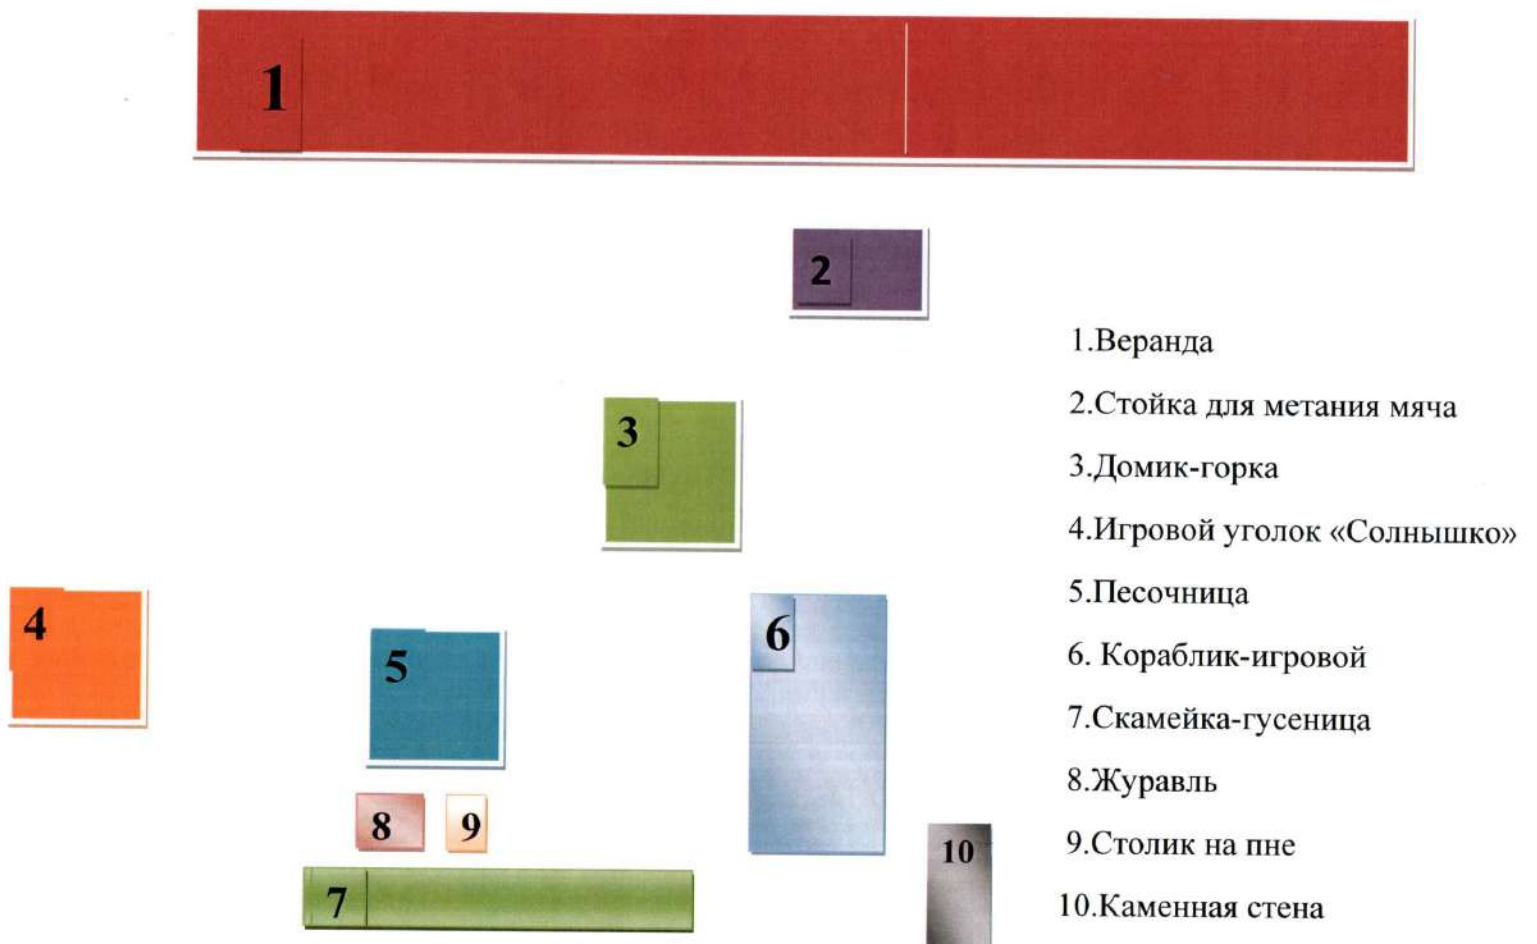 1
2
1.Веранда
2.Стойка для метания мяча
3
3.Домик-горка
4.Игровой уголок «Солнышко»
4
5
6
5.Песочница
6. Кораблик-игровой
7.Скамейка-гусеница
8.Журавль
8
9
10
9.Столик на пне
7
10.Каменная стена